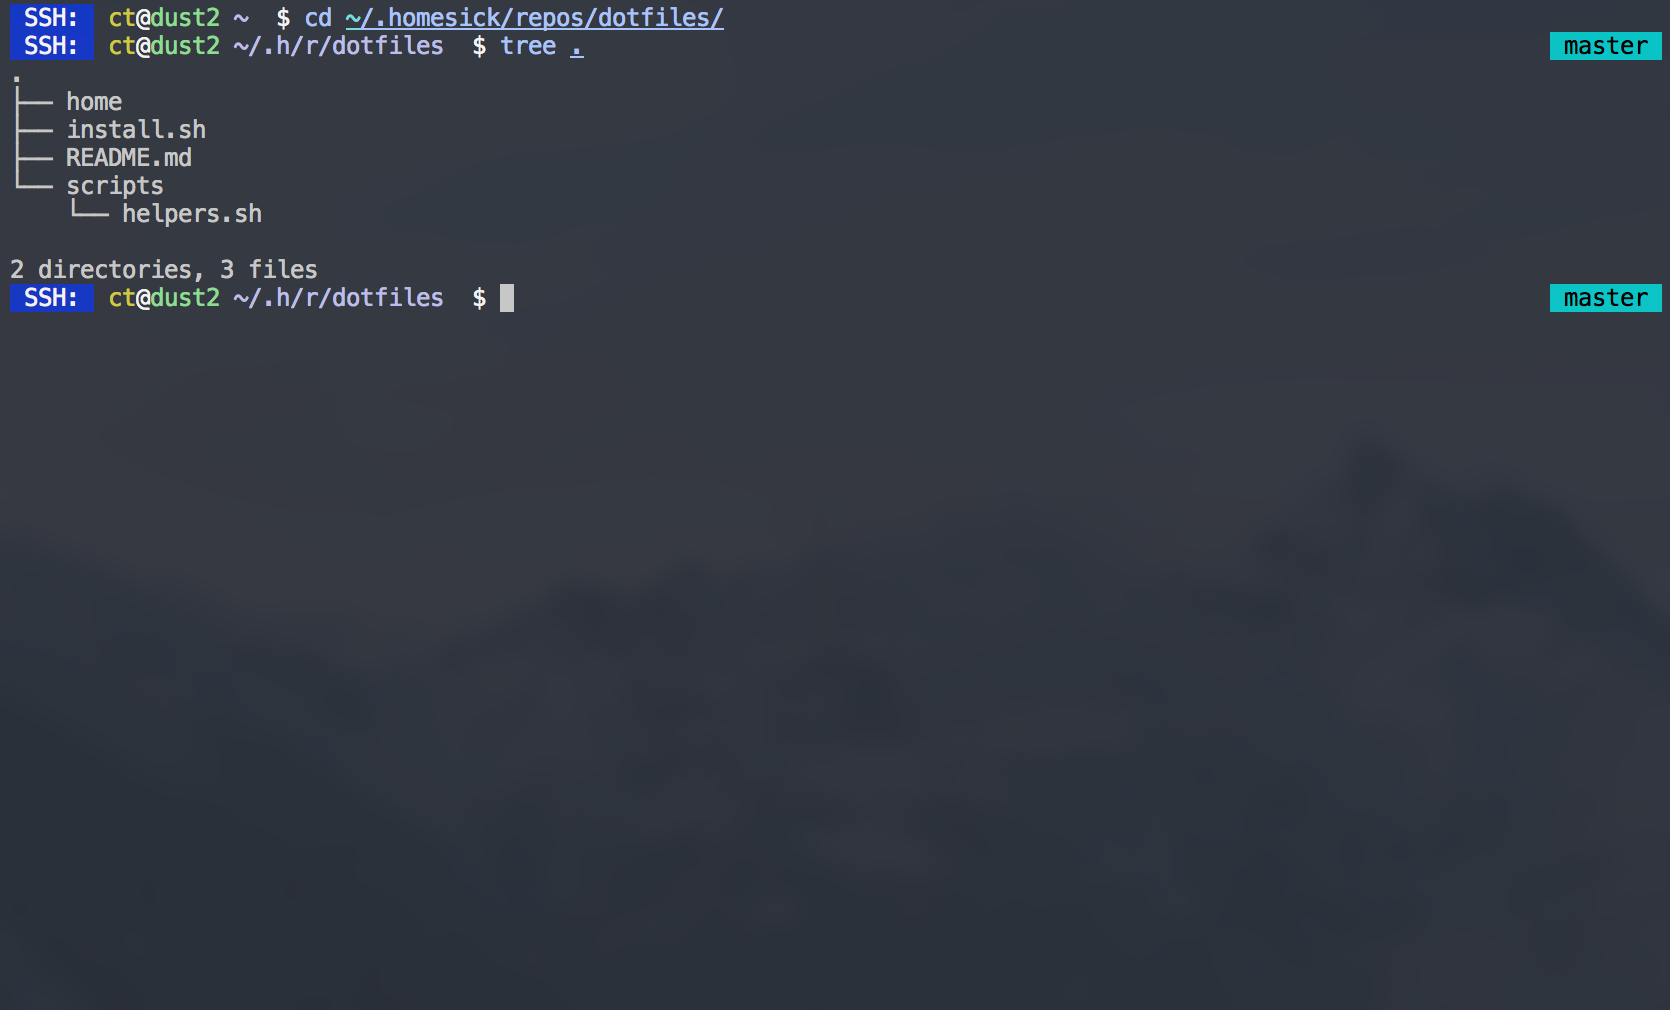 SSH: ct@dust2 ~ $ cd ~/.homesick/repos/dotfiles/
SSH: ct@dust2 ~/.h/r/dotfiles $ tree . master
.
├── home
├── install.sh
├── README.md
└── scripts
    └── helpers.sh
2 directories, 3 files
SSH: ct@dust2 ~/.h/r/dotfiles $ master